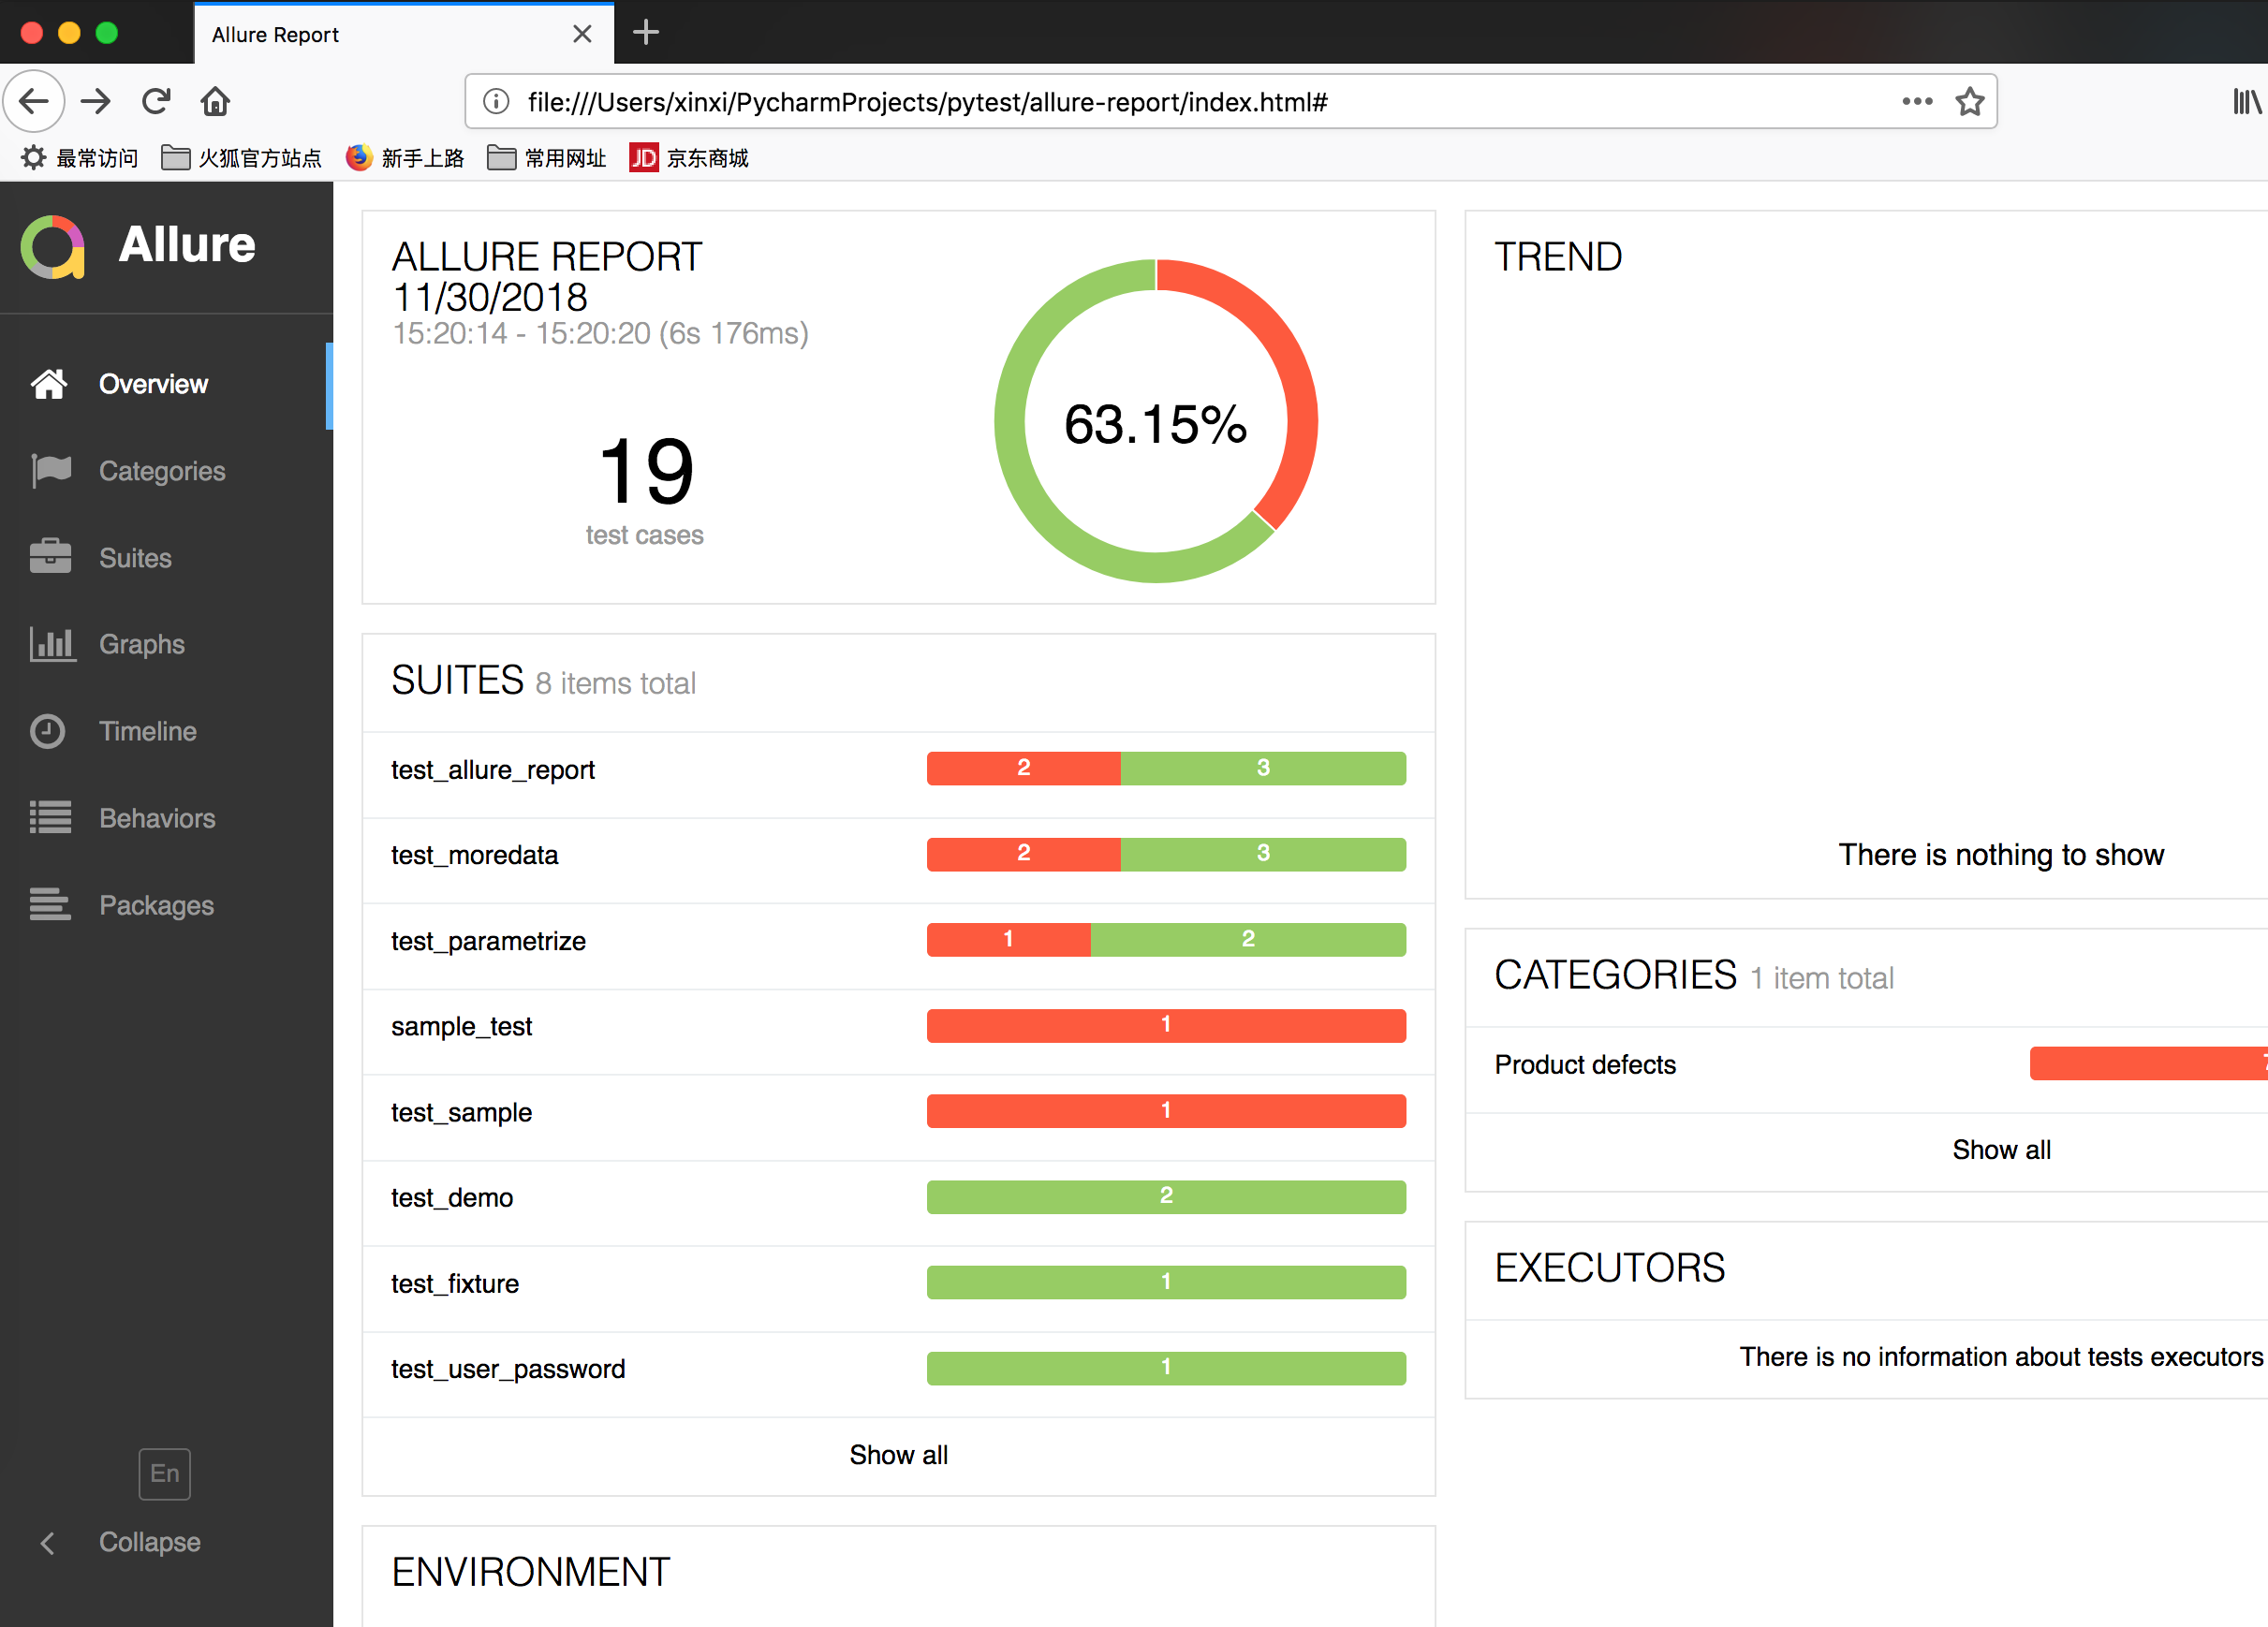 Allure Report
file:///Users/xinxi/PycharmProjects/pytest/allure-report/index.html#
最常访问 火狐官方站点 新手上路 常用网址 JD 京东商城
Allure
Overview
Categories
Suites
Graphs
Timeline
Behaviors
Packages
En
Collapse
ALLURE REPORT
11/30/2018
15:20:14 - 15:20:20 (6s 176ms)
19
test cases
63.15%
SUITES 8 items total
test_allure_report 2 3
test_moredata 2 3
test_parametrize 1 2
sample_test 1
test_sample 1
test_demo 2
test_fixture 1
test_user_password 1
Show all
ENVIRONMENT
TREND
There is nothing to show
CATEGORIES 1 item total
Product defects
Show all
EXECUTORS
There is no information about tests executors